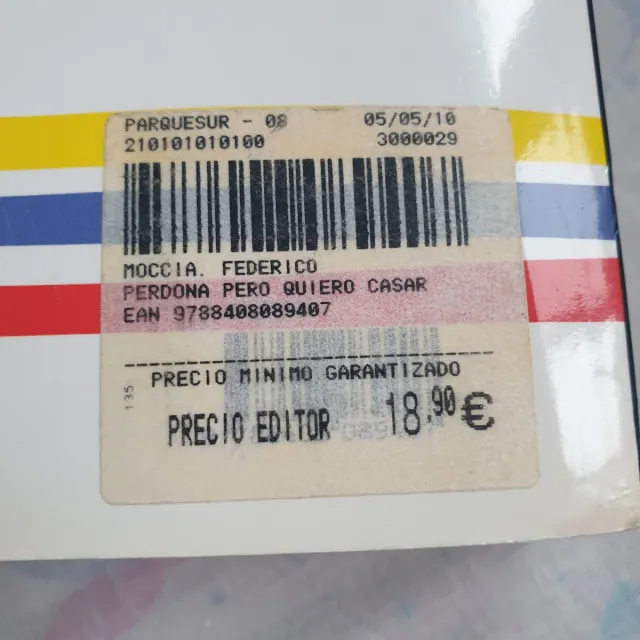 PARQUESUR - 08 05/05/10
210101010100 3000029
MOCCIA. FEDERICO
PERDONA PERO QUIERO CASAR
EAN 9788408089407
PRECIO MINIMO GARANTIZADO
135
PRECIO EDITOR 18,90 €